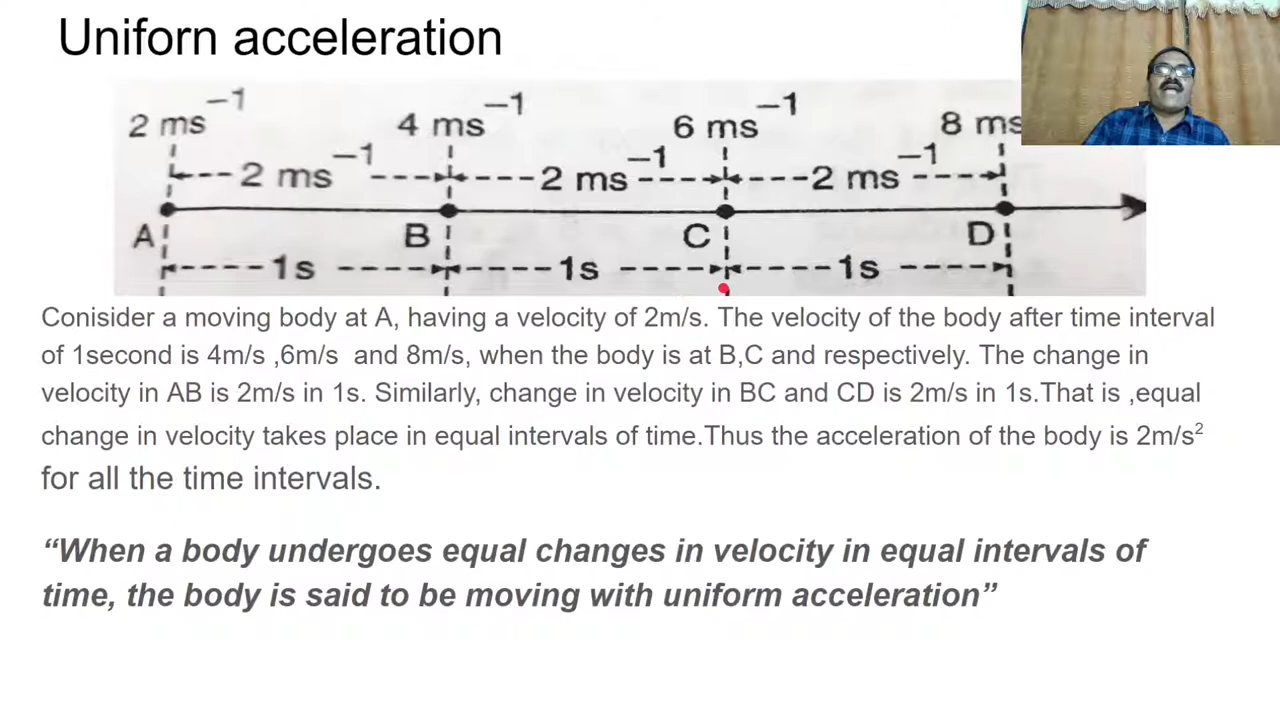 Uniforn acceleration
2 ms⁻¹ 4 ms⁻¹ 6 ms⁻¹ 8 ms
2 ms⁻¹ 2 ms⁻¹ 2 ms⁻¹
A B C D
1s 1s 1s
Conisider a moving body at A, having a velocity of 2m/s. The velocity of the body after time interval
of 1second is 4m/s ,6m/s and 8m/s, when the body is at B,C and respectively. The change in
velocity in AB is 2m/s in 1s. Similarly, change in velocity in BC and CD is 2m/s in 1s.That is ,equal
change in velocity takes place in equal intervals of time.Thus the acceleration of the body is 2m/s²
for all the time intervals.
“When a body undergoes equal changes in velocity in equal intervals of
time, the body is said to be moving with uniform acceleration”